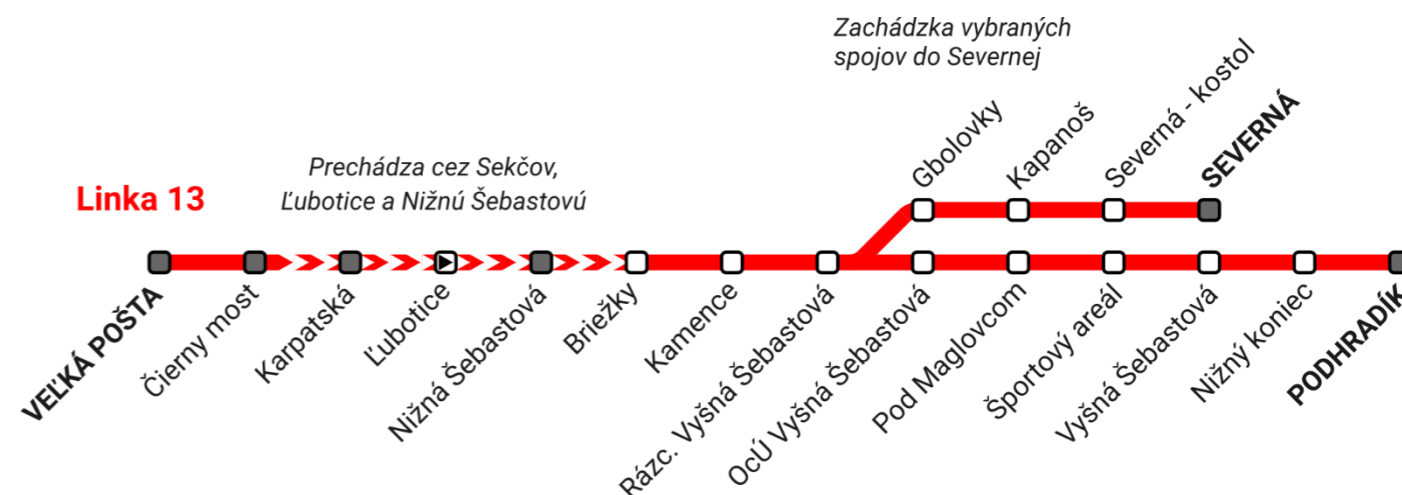 Zachádzka vybraných
spojov do Severnej
Gbolovky
Kapanoš
Severná - kostol
SEVERNÁ
Prechádza cez Sekčov,
Ľubotice a Nižnú Šebastovú
Linka 13
VEĽKÁ POŠTA
Čierny most
Karpatská
Ľubotice
Nižná Šebastová
Briežky
Kamence
Rázc. Vyšná Šebastová
OcÚ Vyšná Šebastová
Pod Maglovcom
Športový areál
Vyšná Šebastová
Nižný koniec
PODHRADÍK